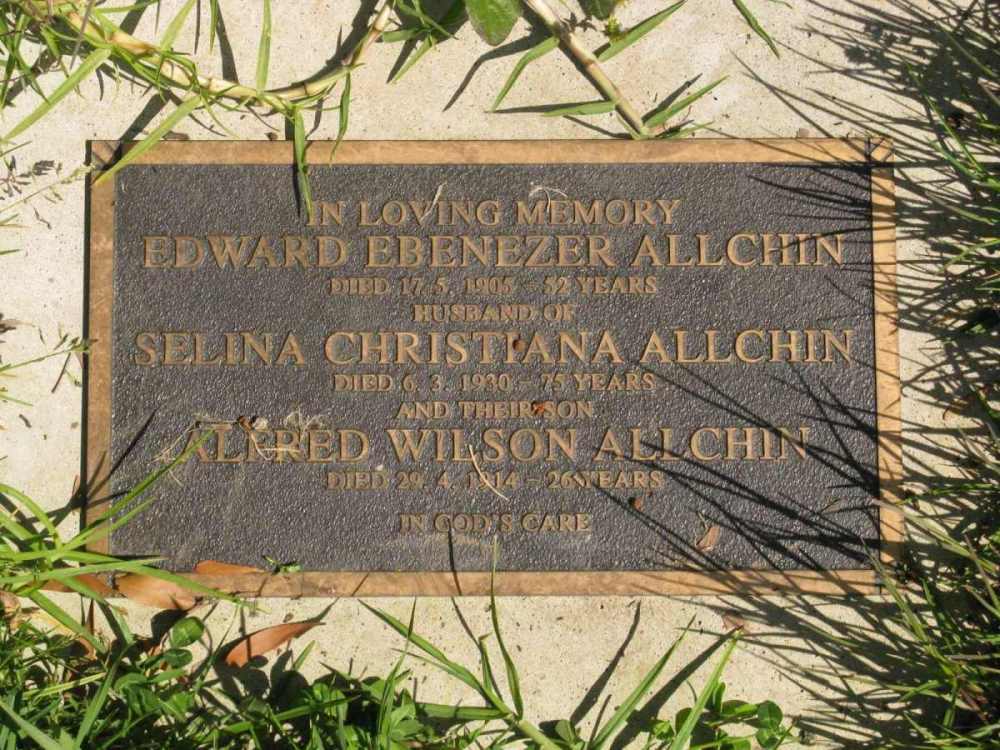 IN LOVING MEMORY
EDWARD EBENEZER ALLCHIN
DIED 17. 5. 1905 - 52 YEARS
HUSBAND OF
SELINA CHRISTIANA ALLCHIN
DIED 6. 3. 1930 - 75 YEARS
AND THEIR SON
ALFRED WILSON ALLCHIN
DIED 29. 4. 1914 - 26 YEARS
IN GOD'S CARE